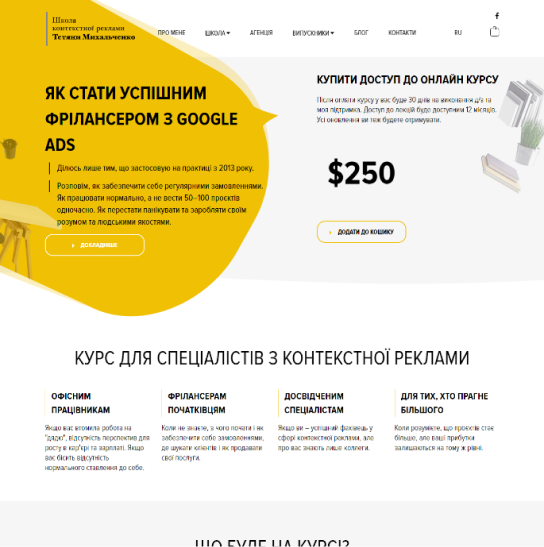 Школа
контекстної реклами
Тетяни Михальченко
ПРО МЕНЕ
ШКОЛА
АГЕНЦІЯ
ВИПУСКНИКИ
БЛОГ
КОНТАКТИ
RU
ЯК СТАТИ УСПІШНИМ
ФРІЛАНСЕРОМ З GOOGLE
ADS
Ділюсь лише тим, що застосовую на практиці з 2013 року.
Розповім, як забезпечити себе регулярними замовленнями.
Як працювати нормально, а не вести 50–100 проєктів
одночасно. Як перестати панікувати та заробляти своїм
розумом та людськими якостями.
ДОКЛАДНІШЕ
КУПИТИ ДОСТУП ДО ОНЛАЙН КУРСУ
Після оплати курсу у вас буде 30 днів на виконання д/з та
моя підтримка. Доступ до лекцій буде доступним 12 місяців.
Усі оновлення ви теж будете отримувати.
$250
ДОДАТИ ДО КОШИКУ
КУРС ДЛЯ СПЕЦІАЛІСТІВ З КОНТЕКСТНОЇ РЕКЛАМИ
ОФІСНИМ
ПРАЦІВНИКАМ
Якщо вас втомила робота на
"дядю", відсутність перспектив для
росту в кар'єрі та зарплаті. Якщо
вас бісить відсутність
нормального ставлення до себе.
ФРІЛАНСЕРАМ
ПОЧАТКІВЦЯМ
Коли не знаєте, з чого почати і як
забезпечити себе замовленнями,
де шукати клієнтів і як продавати
свої послуги.
ДОСВІДЧЕНИМ
СПЕЦІАЛІСТАМ
Якщо ви – успішний фахівець у
сфері контекстної реклами, але
про вас знають лише колеги.
ДЛЯ ТИХ, ХТО ПРАГНЕ
БІЛЬШОГО
Коли розумієте, що проєктів стає
більше, але ваші прибутки
залишаються на тому ж рівні.
ЩО БУДЕ НА КУРСІ?